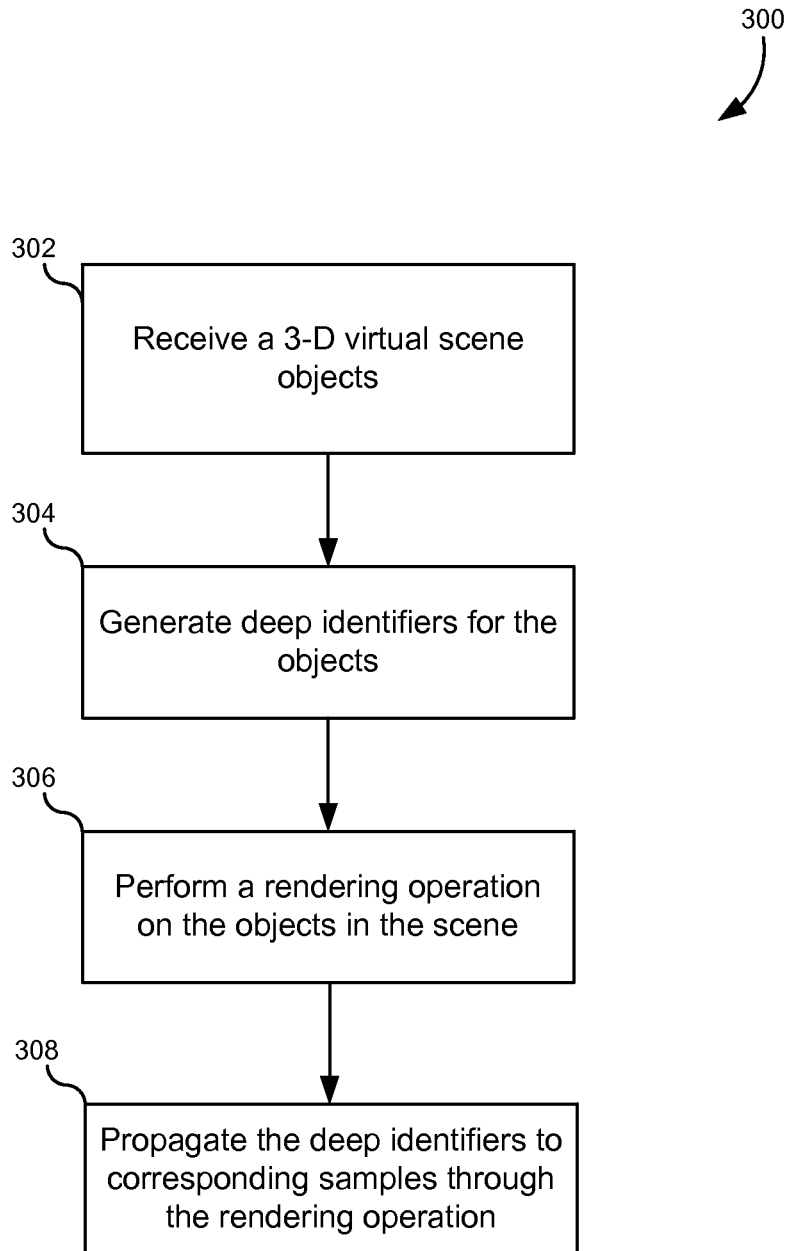 300
302
Receive a 3-D virtual scene
objects
304
Generate deep identifiers for the
objects
306
Perform a rendering operation
on the objects in the scene
308
Propagate the deep identifiers to
corresponding samples through
the rendering operation